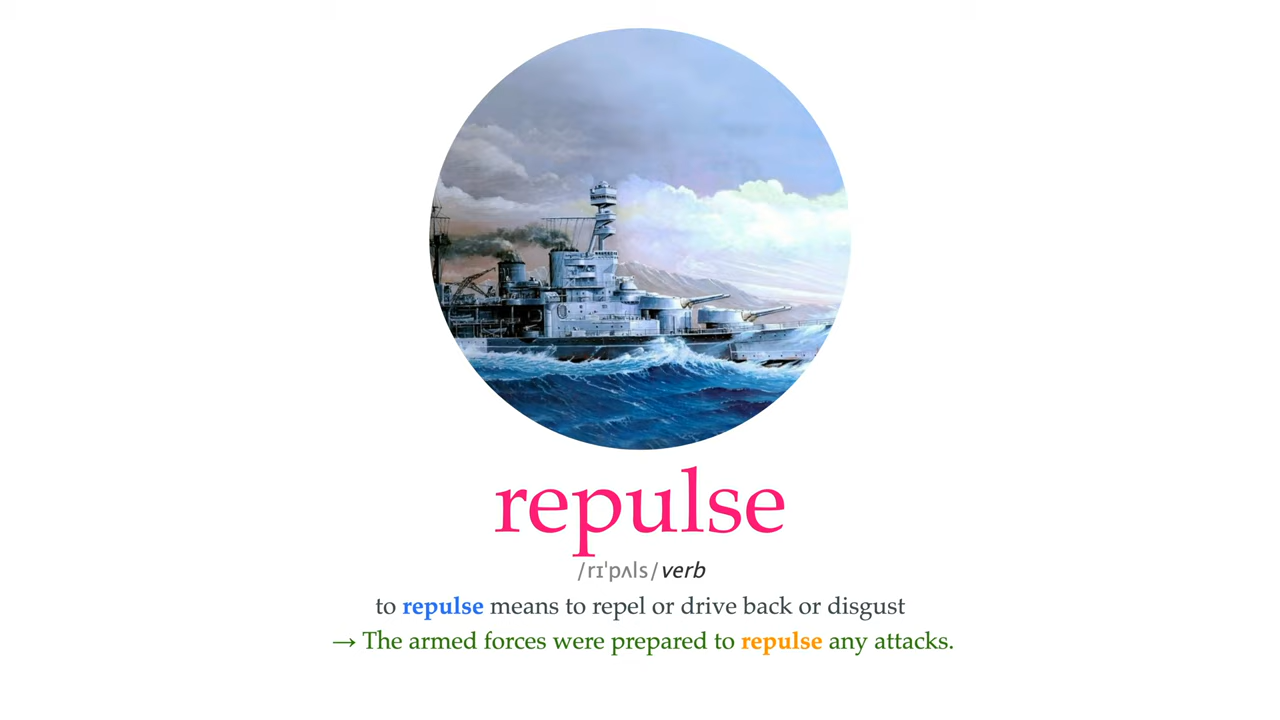 repulse
/rɪˈpʌls/ verb
to repulse means to repel or drive back or disgust
→ The armed forces were prepared to repulse any attacks.